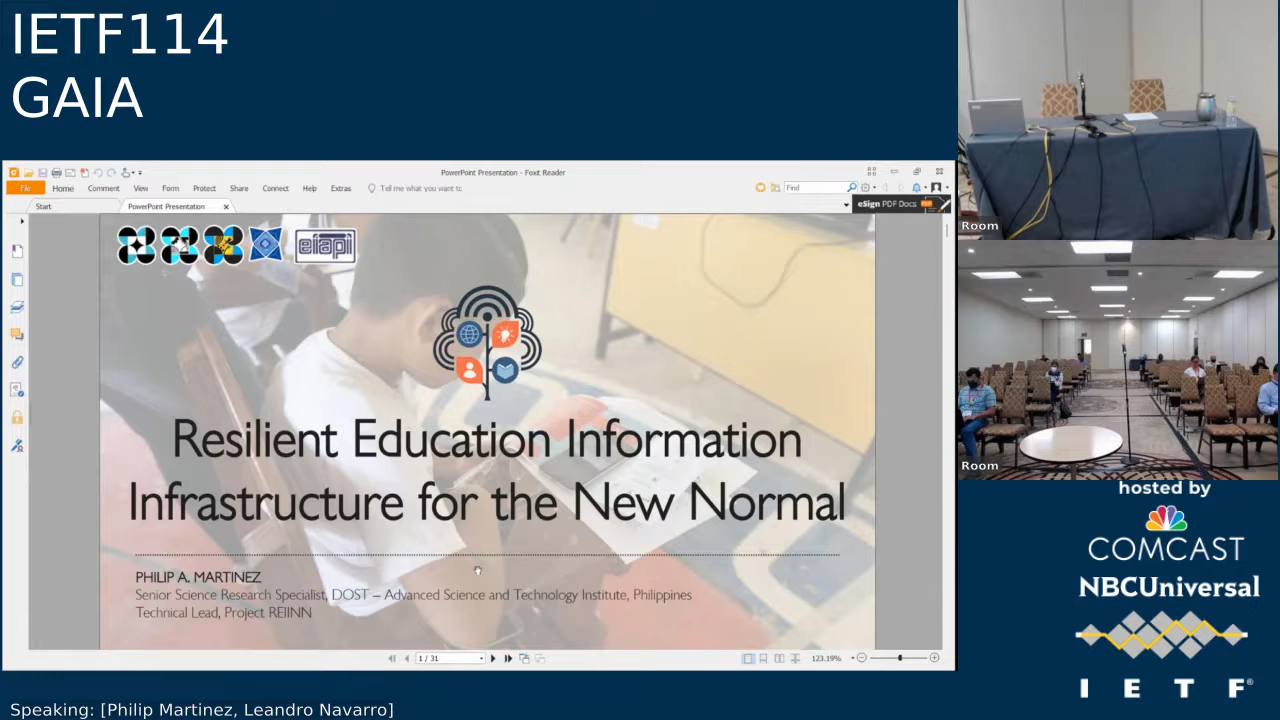 IETF114
GAIA
PowerPoint Presentation - Foxit Reader
File Home Comment View Form Protect Share Connect Help Extras Tell me what you want to
Find
Start PowerPoint Presentation
eSign PDF Docs
eiapi
Resilient Education Information
Infrastructure for the New Normal
PHILIP A. MARTINEZ
Senior Science Research Specialist, DOST – Advanced Science and Technology Institute, Philippines
Technical Lead, Project REIINN
1 / 31
123.19%
Room
Room
hosted by
COMCAST
NBCUniversal
I E T F®
Speaking: [Philip Martinez, Leandro Navarro]